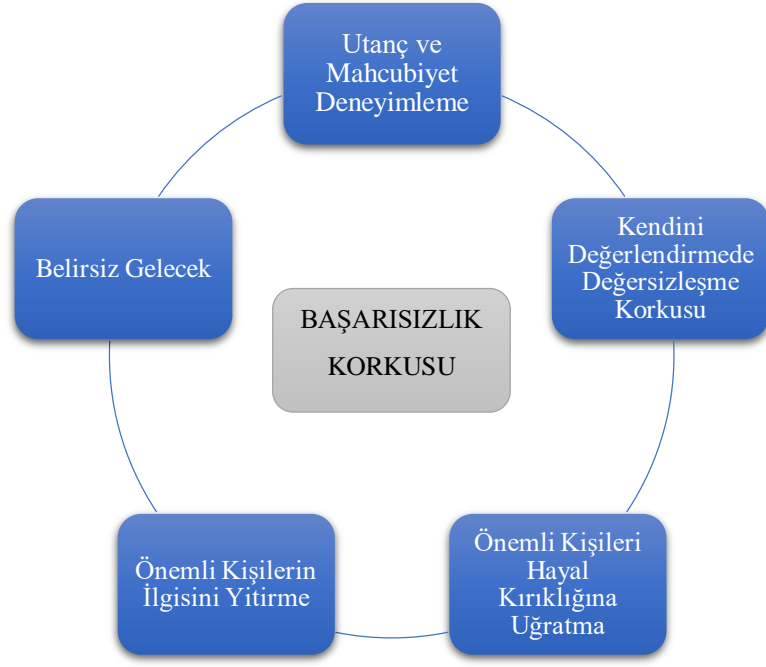 Utanç ve
Mahcubiyet
Deneyimleme
Kendini
Değerlendirmede
Değersizleşme
Korkusu
Önemli Kişileri
Hayal
Kırıklığına
Uğratma
Önemli Kişilerin
İlgisini Yitirme
Belirsiz Gelecek
BAŞARISIZLIK
KORKUSU